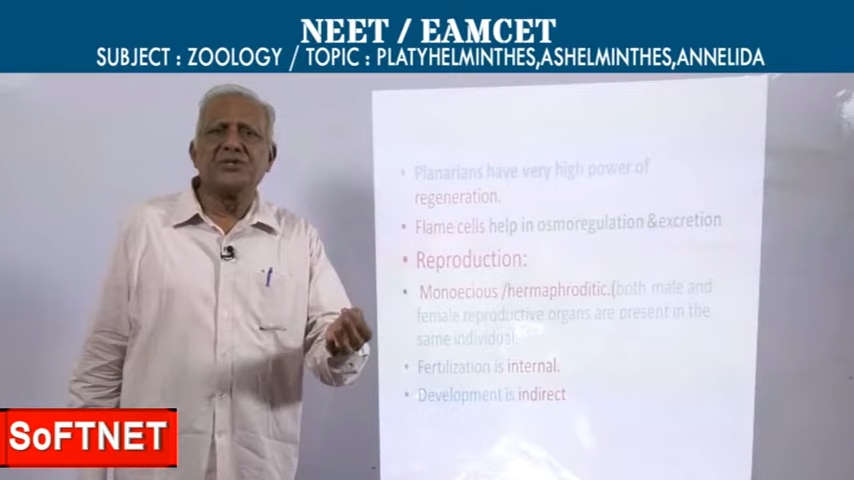 NEET / EAMCET
SUBJECT : ZOOLOGY / TOPIC : PLATYHELMINTHES,ASHELMINTHES,ANNELIDA
• Planarians have very high power of
regeneration.
• Flame cells help in osmoregulation &excretion
• Reproduction:
• Monoecious /hermaphroditic.(both male and
female reproductive organs are present in the
same individual
• Fertilization is internal.
• Development is indirect
SoFTNET